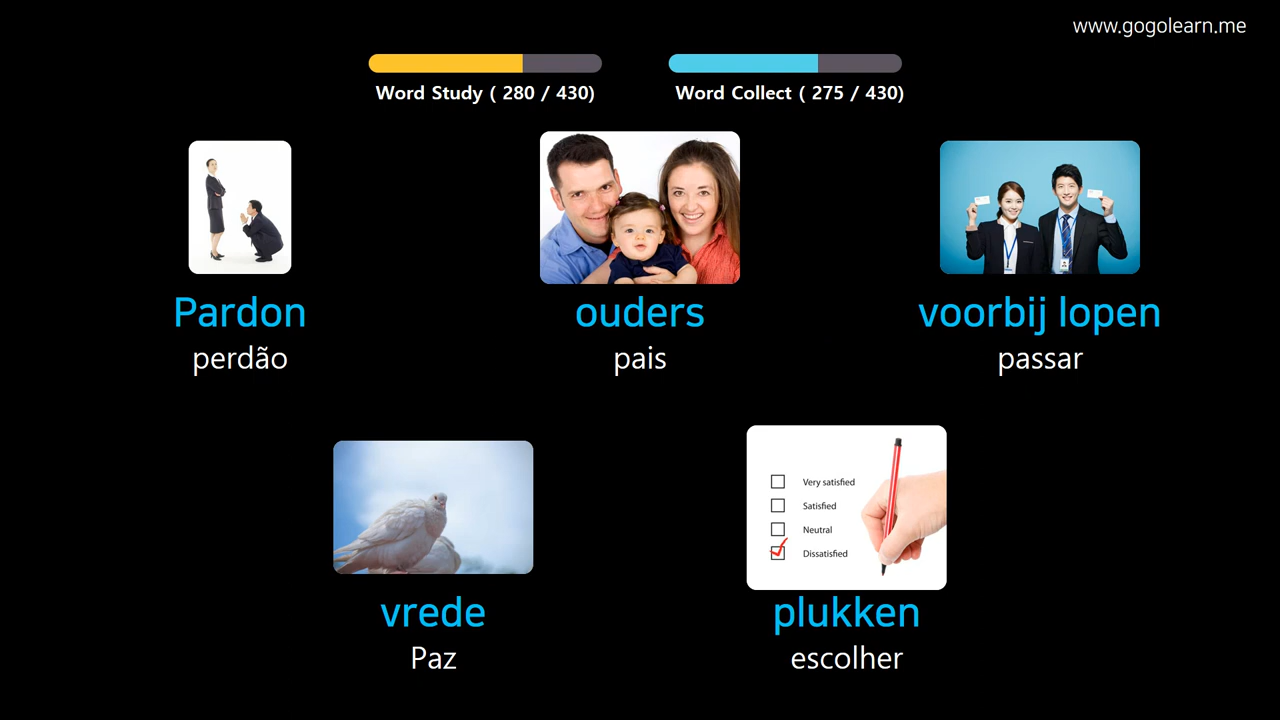 www.gogolearn.me
Word Study ( 280 / 430)
Word Collect ( 275 / 430)
Pardon
perdão
ouders
pais
voorbij lopen
passar
Very satisfied
Satisfied
Neutral
Dissatisfied
vrede
Paz
plukken
escolher